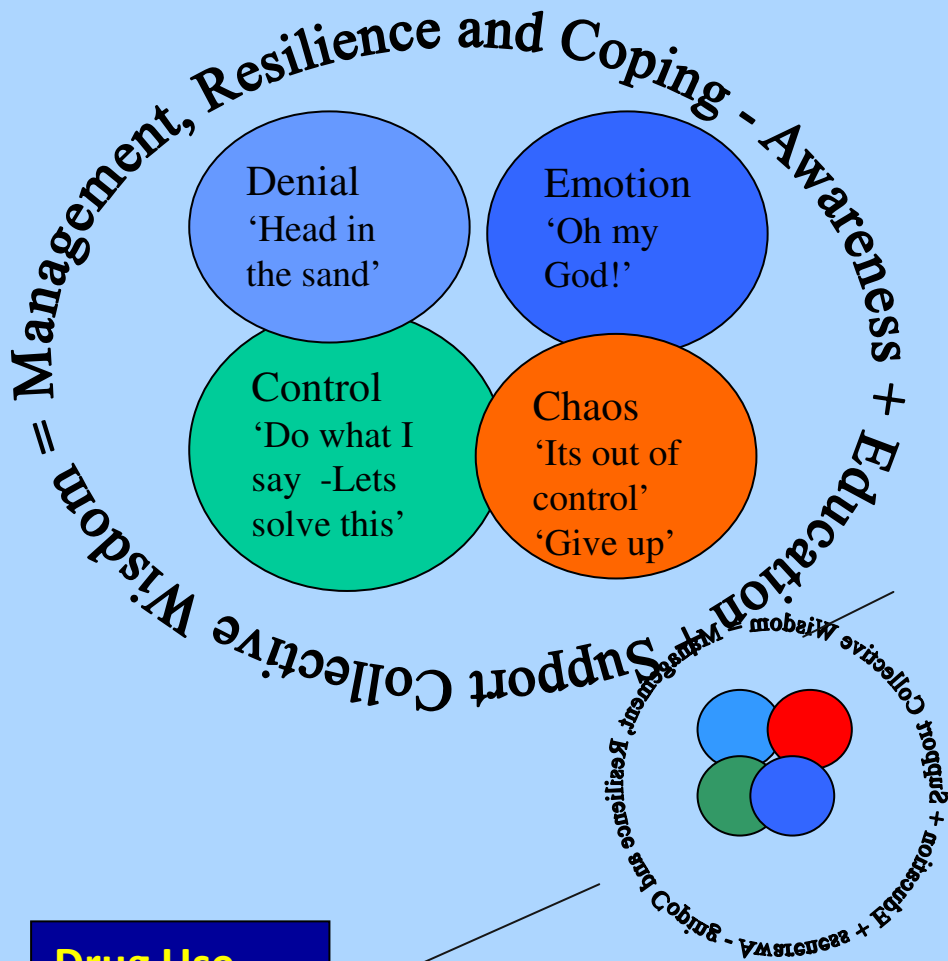 Management, Resilience and Coping - Awareness + Education + Support Collective Wisdom =
Denial
‘Head in
the sand’
Emotion
‘Oh my
God!’
Control
‘Do what I
say -Lets
solve this’
Chaos
‘Its out of
control’
‘Give up’
Management, Resilience and Coping - Awareness + Education + Support Collective Wisdom =
Drug Use